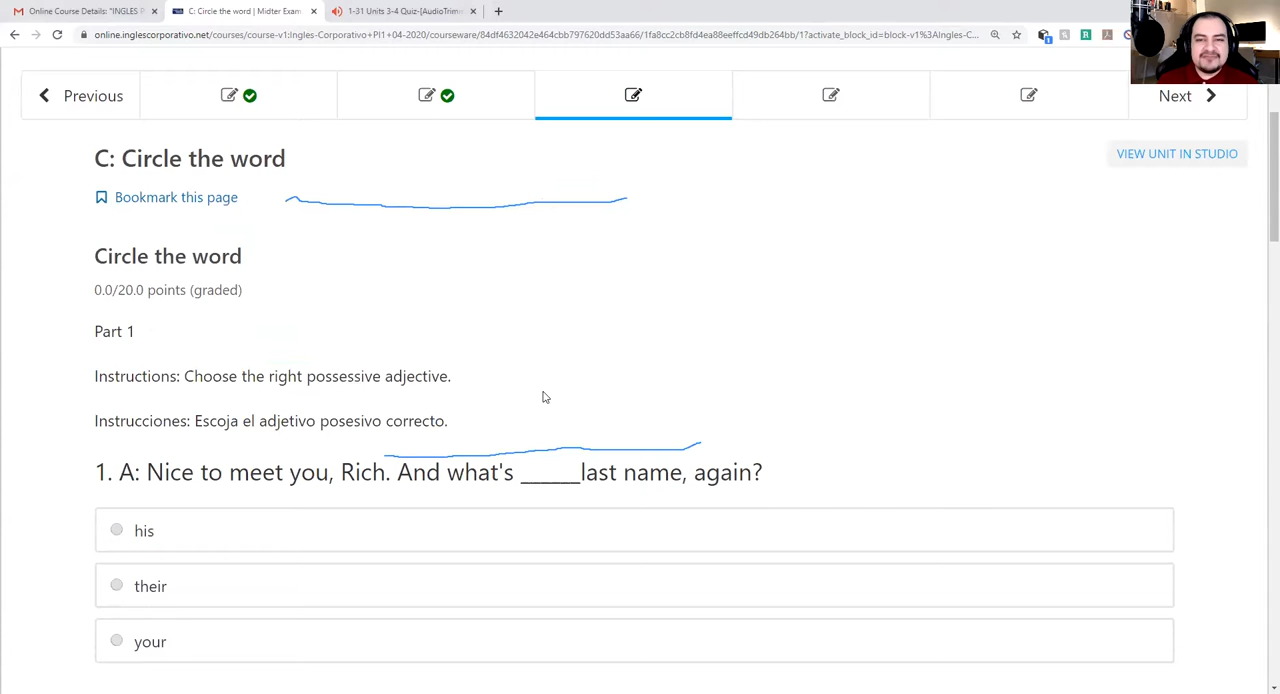 Online Course Details: "INGLES P
C: Circle the word | Midter Exam
1-31 Units 3-4 Quiz-[AudioTrimm
online.inglescorporativo.net/courses/course-v1:Ingles-Corporativo+PI1+04-2020/courseware/84df4632042a464cbb797620dd53aa66/1fa8cc2cb8fd4ea88eeffcd49db264bb/1?activate_block_id=block-v1%3AIngles-C...
Previous
Next
C: Circle the word
VIEW UNIT IN STUDIO
Bookmark this page
Circle the word
0.0/20.0 points (graded)
Part 1
Instructions: Choose the right possessive adjective.
Instrucciones: Escoja el adjetivo posesivo correcto.
1. A: Nice to meet you, Rich. And what's ______last name, again?
his
their
your